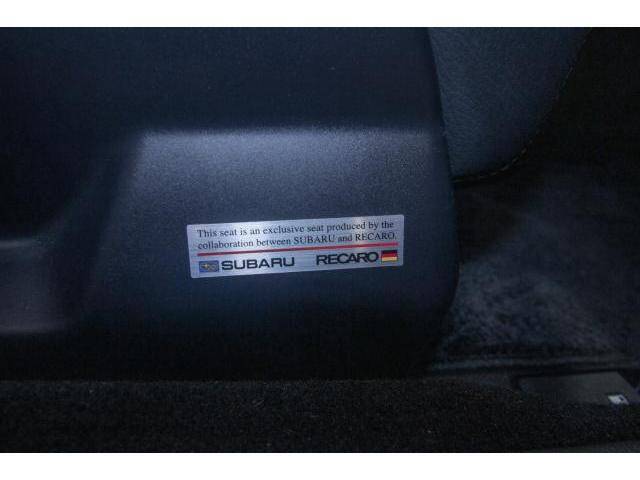 This seat is an exclusive seat produced by the
collaboration between SUBARU and RECARO.
SUBARU RECARO